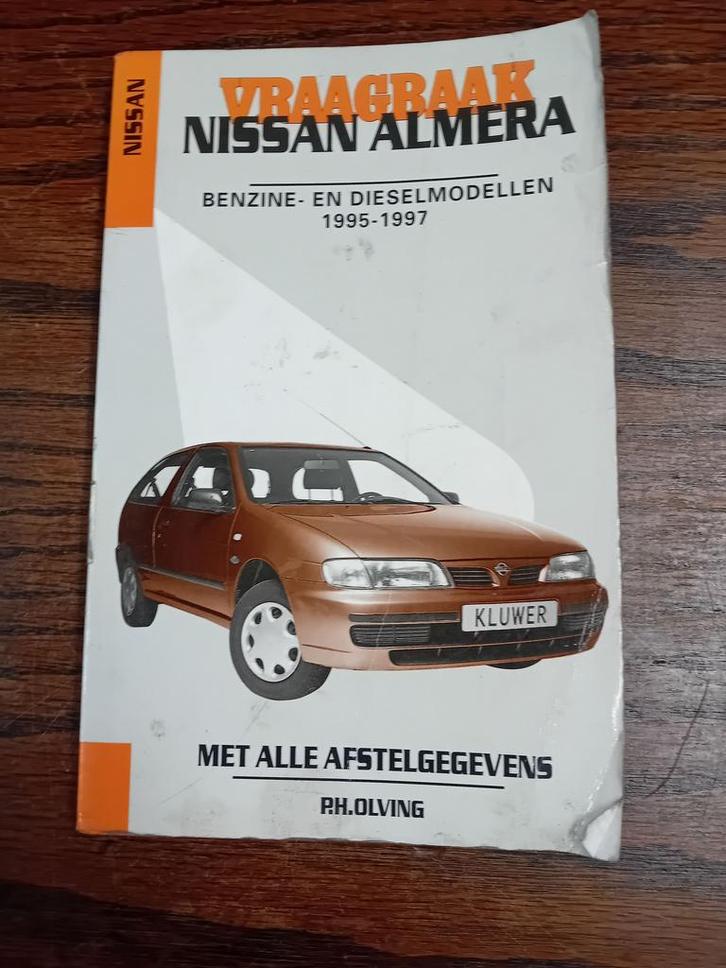 NISSAN
VRAAGBAAK
NISSAN ALMERA
BENZINE- EN DIESELMODELLEN
1995-1997
KLUWER
MET ALLE AFSTELGEGEVENS
P.H.OLVING